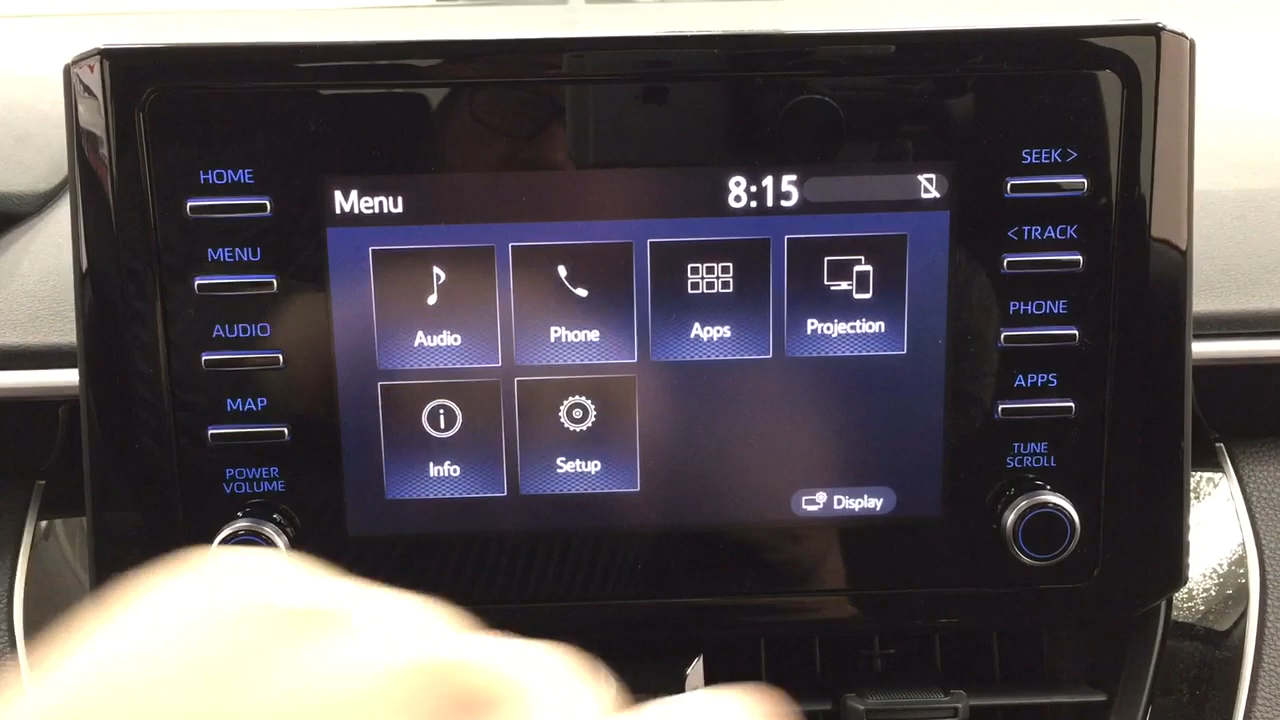 HOME
MENU
AUDIO
MAP
POWER
VOLUME
Menu
8:15
Audio
Phone
Apps
Projection
Info
Setup
Display
SEEK >
< TRACK
PHONE
APPS
TUNE
SCROLL